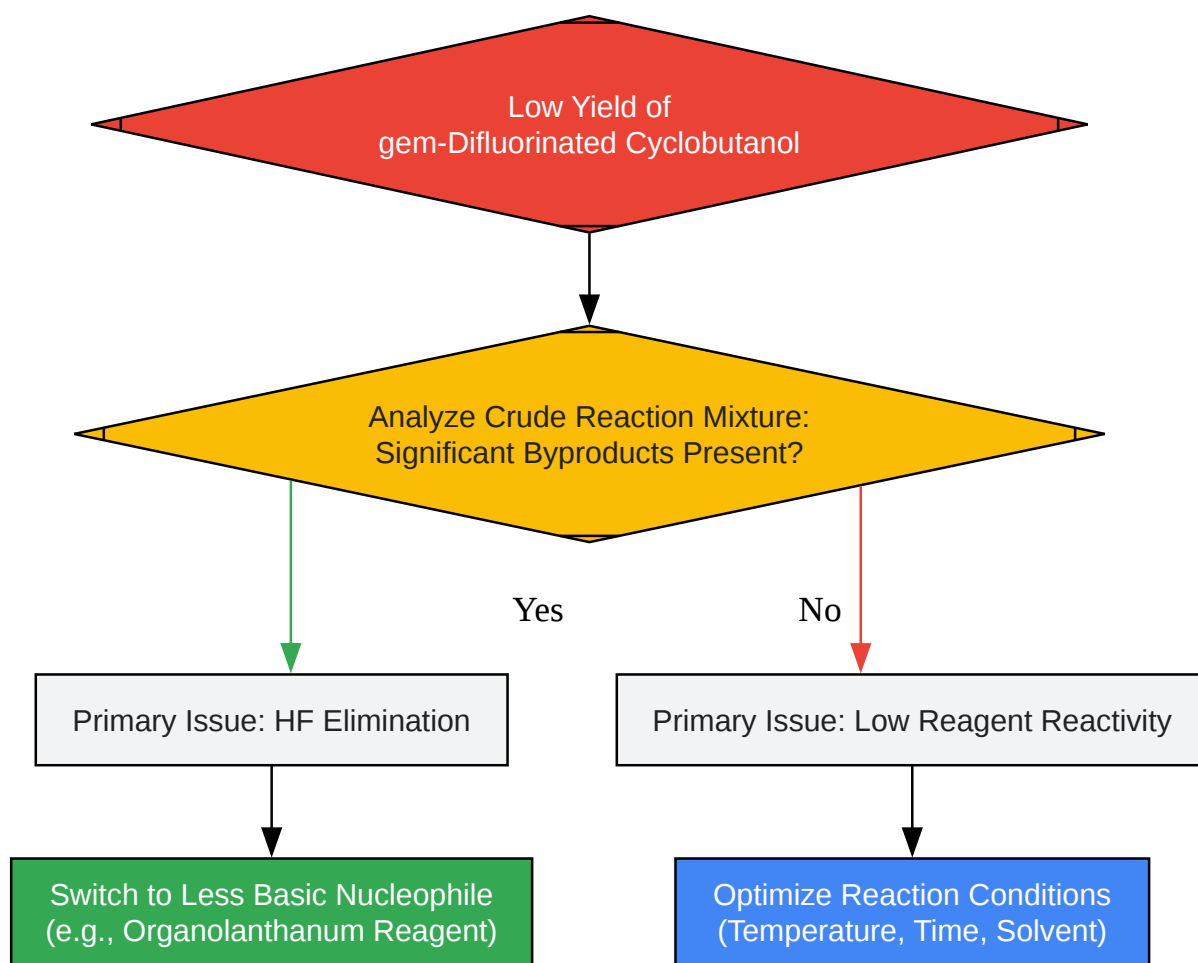 Low Yield of
gem-Difluorinated Cyclobutanol
Analyze Crude Reaction Mixture:
Significant Byproducts Present?
Yes
No
Primary Issue: HF Elimination
Primary Issue: Low Reagent Reactivity
Switch to Less Basic Nucleophile
(e.g., Organolanthanum Reagent)
Optimize Reaction Conditions
(Temperature, Time, Solvent)